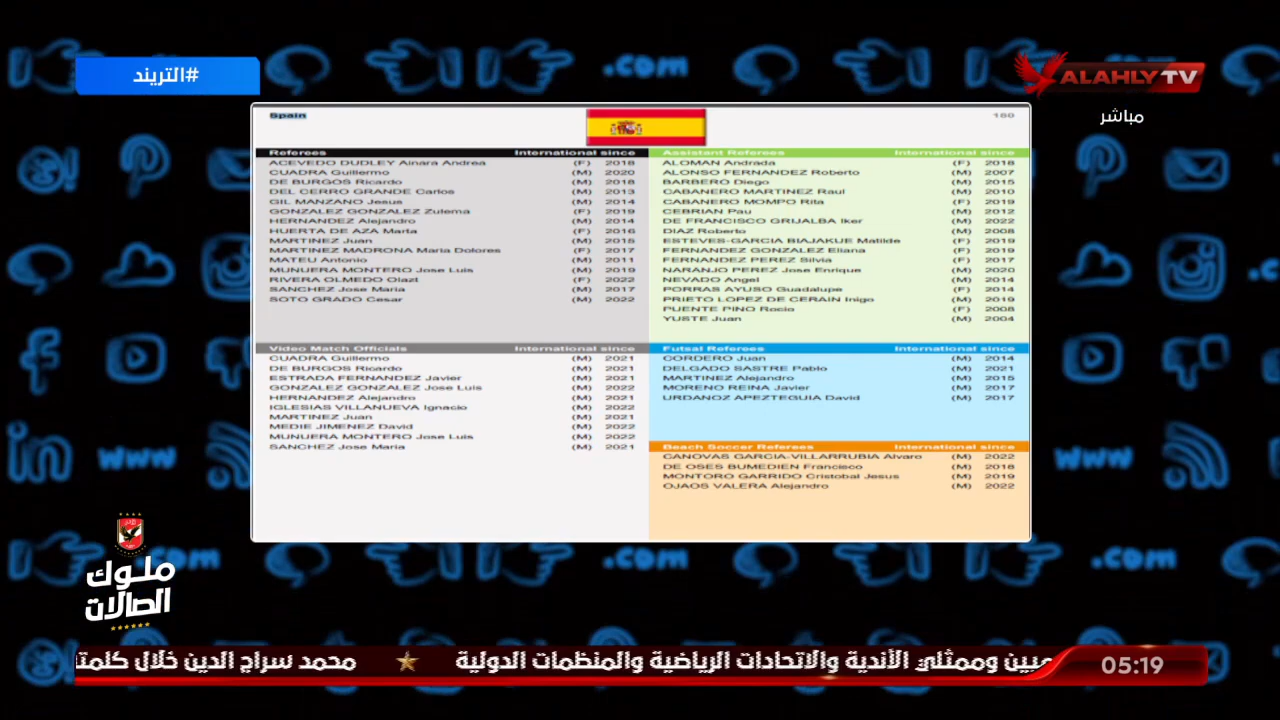 #التريند
ALAHLY TV
مباشر
Spain
160
Referees International since
ACEVEDO DUDLEY Ainara Andrea (F) 2018
CUADRA Guillermo (M) 2020
DE BURGOS Ricardo (M) 2018
DEL CERRO GRANDE Carlos (M) 2013
GIL MANZANO Jesus (M) 2014
GONZALEZ GONZALEZ Zulema (F) 2019
HERNANDEZ Alejandro (M) 2014
HUERTA DE AZA Marta (F) 2016
MARTINEZ Juan (M) 2015
MARTINEZ MADRONA Maria Dolores (F) 2017
MATEU Antonio (M) 2011
MUNUERA MONTERO Jose Luis (M) 2019
RIVERA OLMEDO Olazt (F) 2022
SANCHEZ Jose Maria (M) 2017
SOTO GRADO Cesar (M) 2022
Assistant Referees International since
ALOMAN Andrada (F) 2018
ALONSO FERNANDEZ Roberto (M) 2007
BARBERO Diego (M) 2015
CABANERO MARTINEZ Raul (M) 2010
CABANERO MOMPO Rita (F) 2019
CEBRIAN Pau (M) 2012
DE FRANCISCO GRIJALBA Iker (M) 2022
DIAZ Roberto (M) 2008
ESTEVES-GARCIA BIAJAKUE Matilde (F) 2019
FERNANDEZ GONZALEZ Eliana (F) 2019
FERNANDEZ PEREZ Silvia (F) 2017
NARANJO PEREZ Jose Enrique (M) 2020
NEVADO Angel (M) 2014
PORRAS AYUSO Guadalupe (F) 2014
PRIETO LOPEZ DE CERAIN Inigo (M) 2019
PUENTE PINO Rocio (F) 2008
YUSTE Juan (M) 2004
Video Match Officials International since
CUADRA Guillermo (M) 2021
DE BURGOS Ricardo (M) 2021
ESTRADA FERNANDEZ Javier (M) 2021
GONZALEZ GONZALEZ Jose Luis (M) 2022
HERNANDEZ Alejandro (M) 2021
IGLESIAS VILLANUEVA Ignacio (M) 2022
MARTINEZ Juan (M) 2021
MEDIE JIMENEZ David (M) 2022
MUNUERA MONTERO Jose Luis (M) 2022
SANCHEZ Jose Maria (M) 2021
Futsal Referees International since
CORDERO Juan (M) 2014
DELGADO SASTRE Pablo (M) 2021
MARTINEZ Alejandro (M) 2015
MORENO REINA Javier (M) 2017
URDANOZ APEZTEGUIA David (M) 2017
Beach Soccer Referees International since
CANOVAS GARCIA-VILLARRUBIA Alvaro (M) 2022
DE OSES BUMEDIEN Francisco (M) 2018
MONTORO GARRIDO Cristobal Jesus (M) 2019
OJAOS VALERA Alejandro (M) 2022
.com
www
www
.com
.com
ملوك
الصالات
وممثلي الأندية والاتحادات الرياضية والمنظمات الدولية ★ محمد سراج الدين خلال كلمتا
05:19